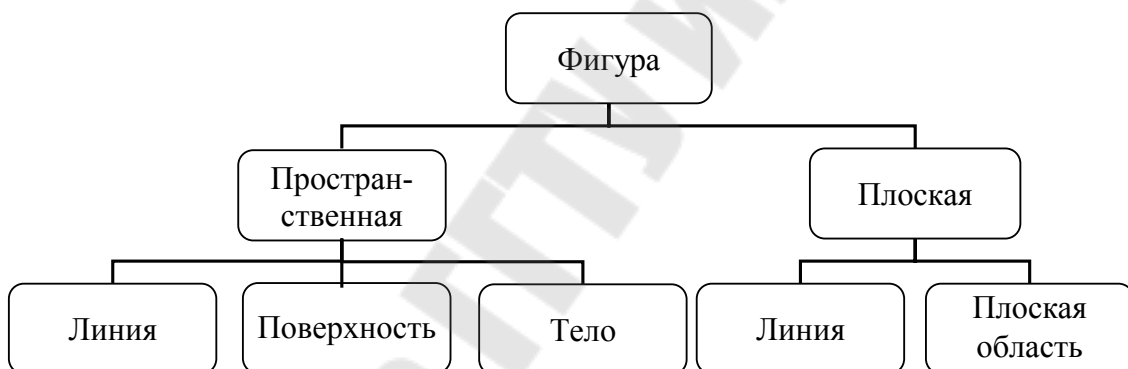 Фигура
Простран-
ственная
Плоская
Линия
Поверхность
Тело
Линия
Плоская
область